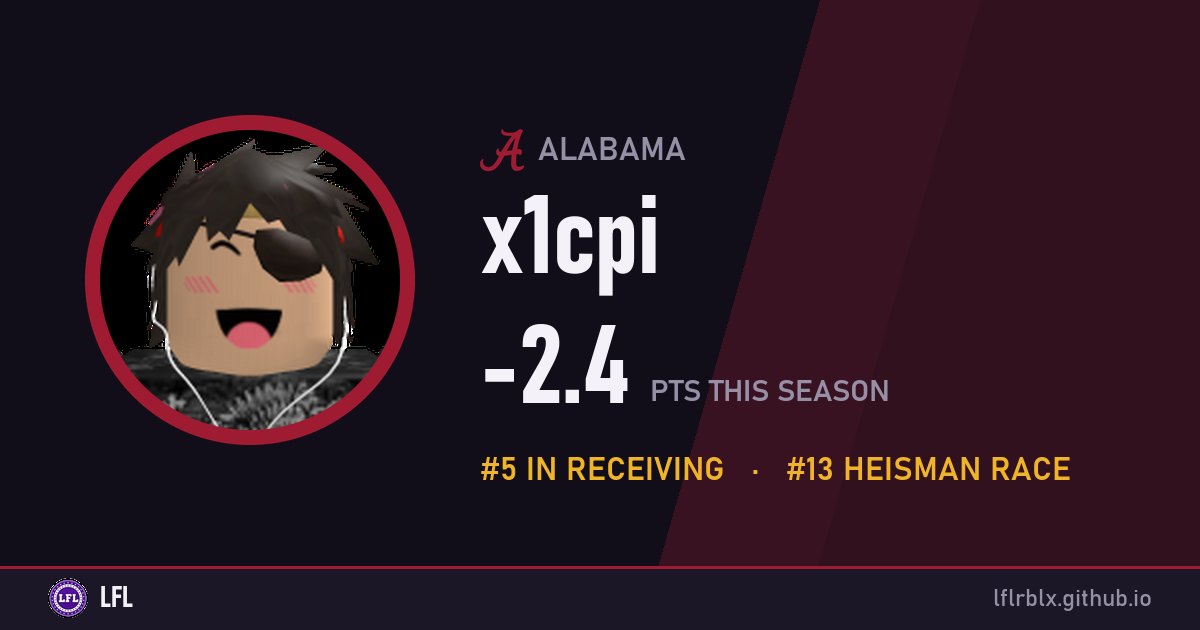 A ALABAMA
x1cpi
-2.4 PTS THIS SEASON
#5 IN RECEIVING · #13 HEISMAN RACE
LFL LFL lflrblx.github.io